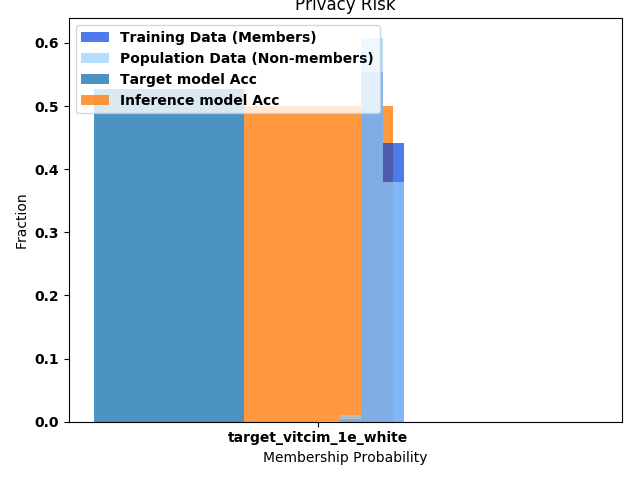 Privacy Risk
Training Data (Members)
Population Data (Non-members)
Target model Acc
Inference model Acc
0.6
0.5
0.4
0.3
0.2
0.1
0.0
Fraction
target_vitcim_1e_white
Membership Probability